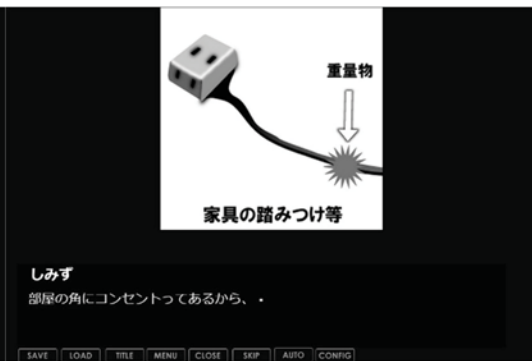 重量物
家具の踏みつけ等
しみず
部屋の角にコンセントってあるから、
SAVE LOAD TITLE MENU CLOSE SKIP AUTO CONFIG